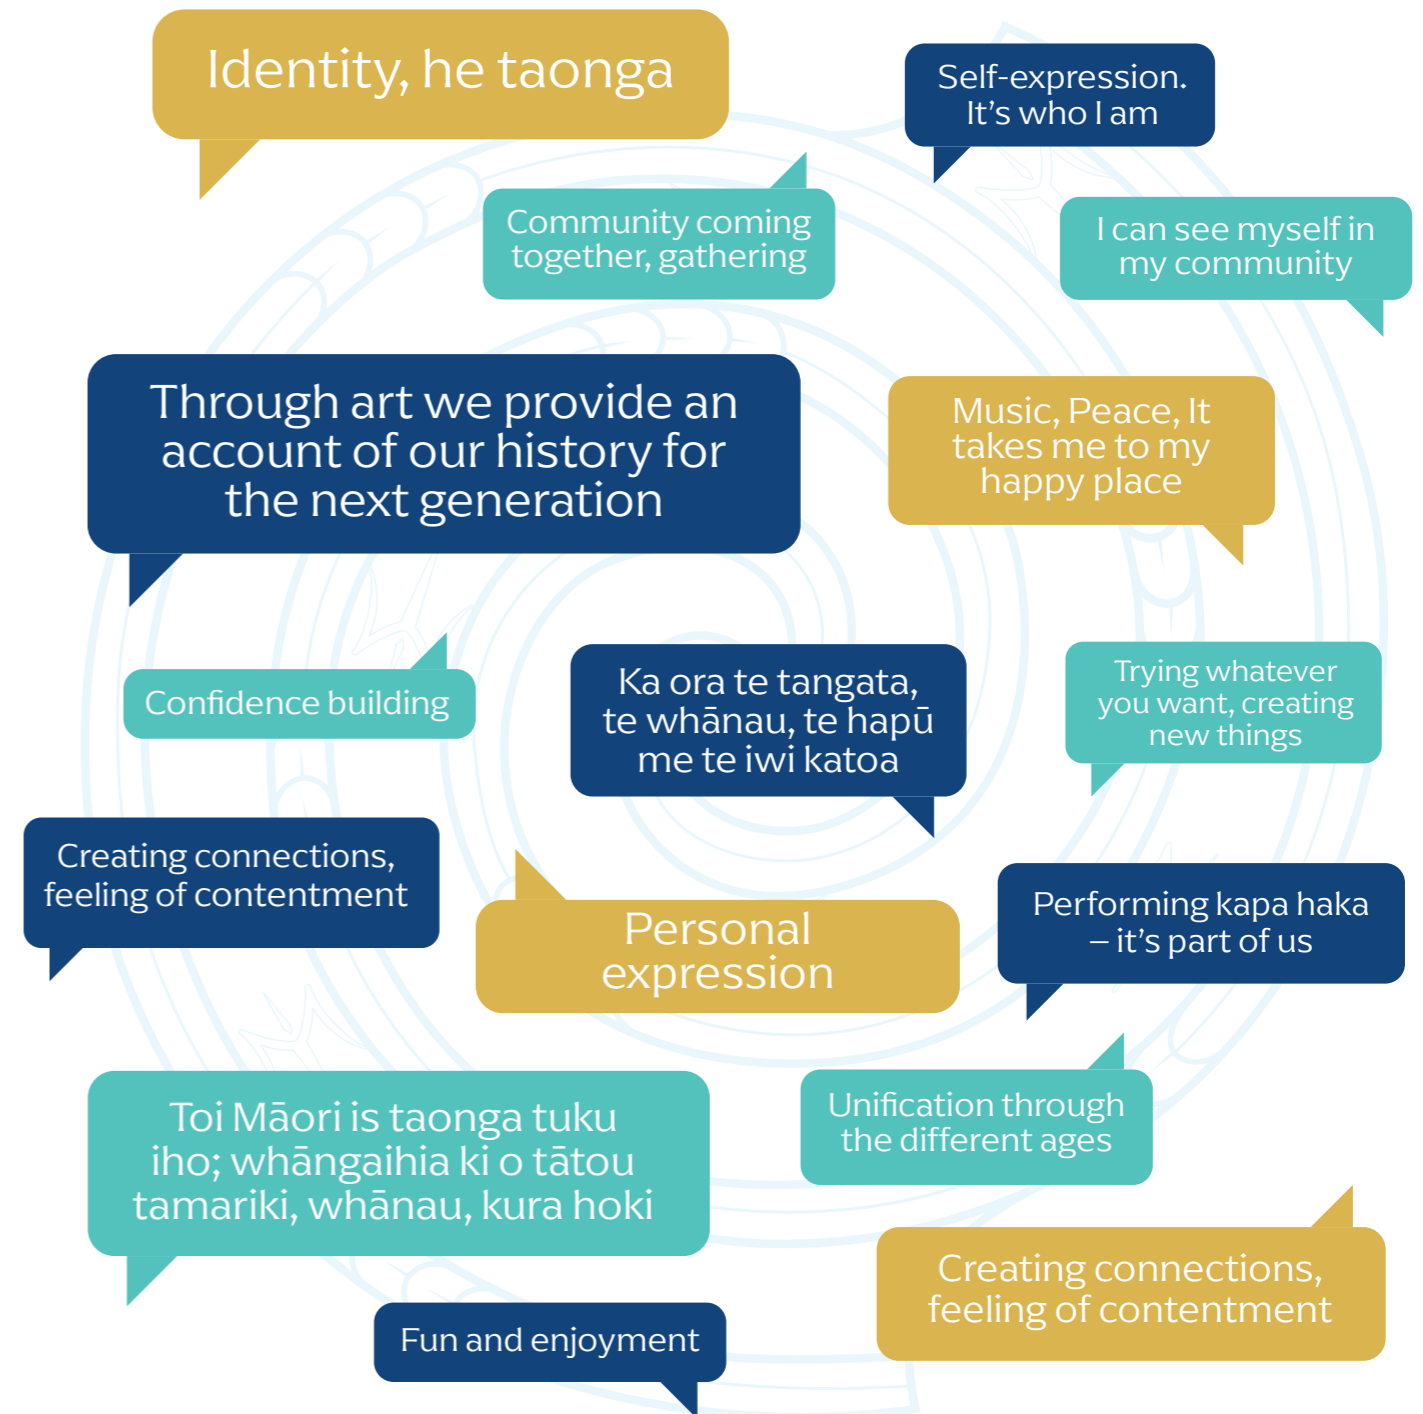 Identity, he taonga
Self-expression.
It's who I am
Community coming
together, gathering
I can see myself in
my community
Through art we provide an
account of our history for
the next generation
Music, Peace, It
takes me to my
happy place
Confidence building
Ka ora te tangata,
te whānau, te hapū
me te iwi katoa
Trying whatever
you want, creating
new things
Creating connections,
feeling of contentment
Personal
expression
Performing kapa haka
– it's part of us
Toi Māori is taonga tuku
iho; whāngaihia ki o tātou
tamariki, whānau, kura hoki
Unification through
the different ages
Creating connections,
feeling of contentment
Fun and enjoyment